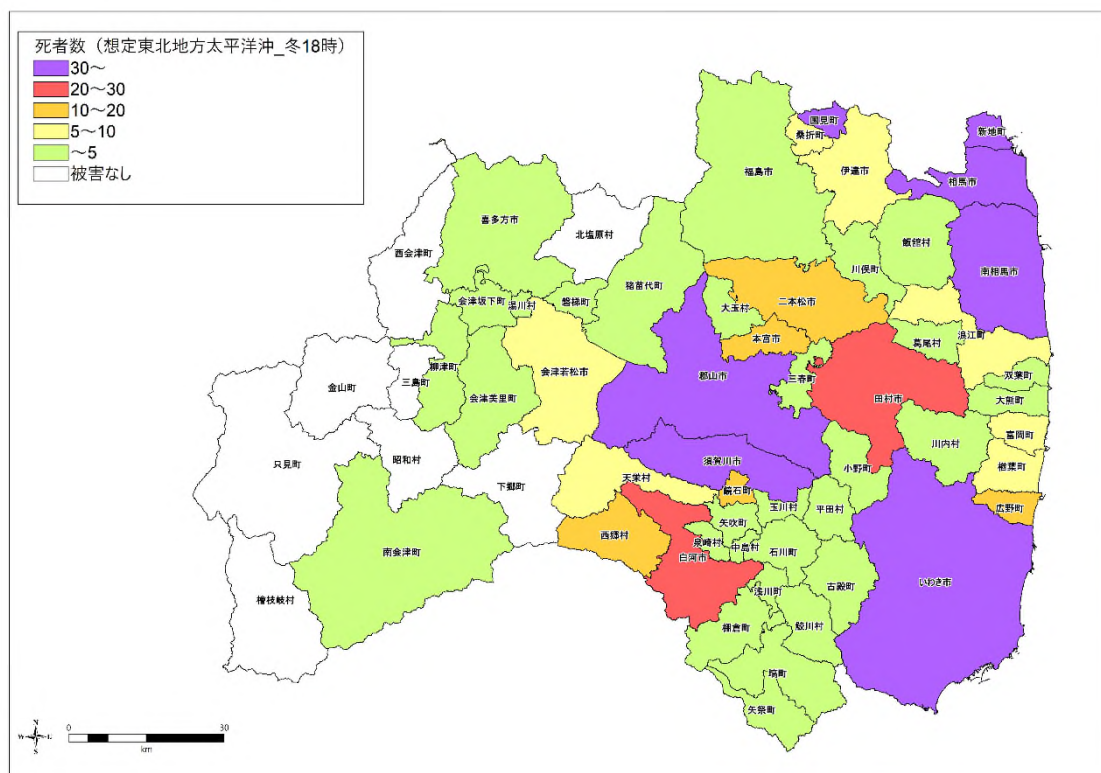 死者数（想定東北地方太平洋沖_冬18時）
30～
20～30
10～20
5～10
～5
被害なし
国見町
桑折町
新地町
伊達市
福島市
相馬市
喜多方市
北塩原村
飯舘村
西会津町
川俣町
南相馬市
猪苗代町
会津坂下町
湯川村
磐梯町
大玉村
二本松市
浪江町
本宮市
葛尾村
柳津町
会津若松市
三島町
金山町
郡山市
三春町
双葉町
会津美里町
田村市
大熊町
富岡町
川内村
只見町
昭和村
須賀川市
小野町
楢葉町
下郷町
天栄村
鏡石町
玉川村
平田村
広野町
矢吹町
西郷村
泉崎村
中島村
石川町
白河市
南会津町
いわき市
古殿町
浅川町
檜枝岐村
棚倉町
鮫川村
塙町
矢祭町
N
W
E
S
0
30
km